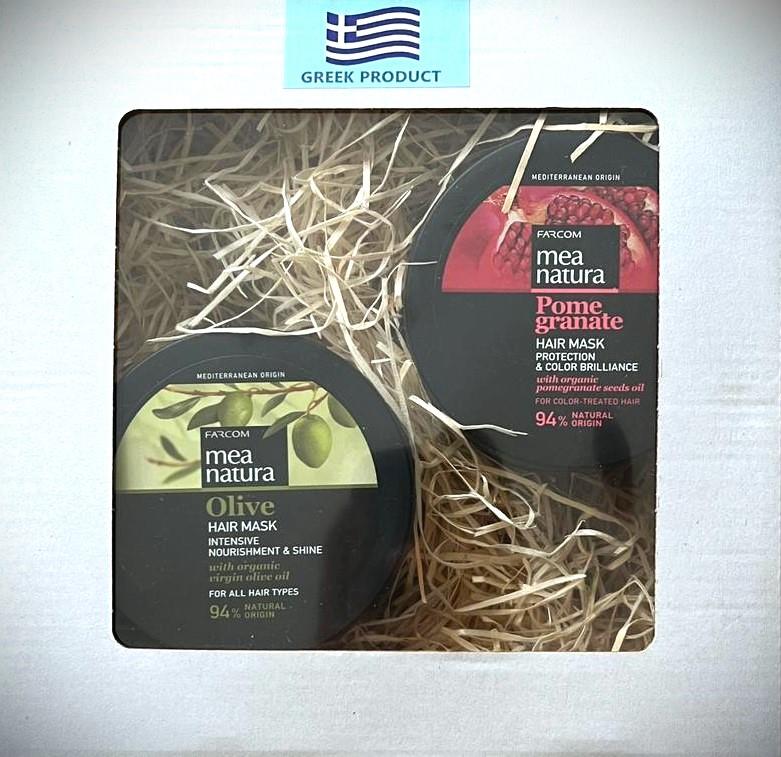 GREEK PRODUCT
MEDITERRANEAN ORIGIN
FARCOM
mea
natura
Pome
granate
HAIR MASK
PROTECTION
& COLOR BRILLIANCE
with organic
pomegranate seeds oil
FOR COLOR-TREATED HAIR
94% NATURAL
ORIGIN
MEDITERRANEAN ORIGIN
FARCOM
mea
natura
Olive
HAIR MASK
INTENSIVE
NOURISHMENT & SHINE
with organic
virgin olive oil
FOR ALL HAIR TYPES
94% NATURAL
ORIGIN